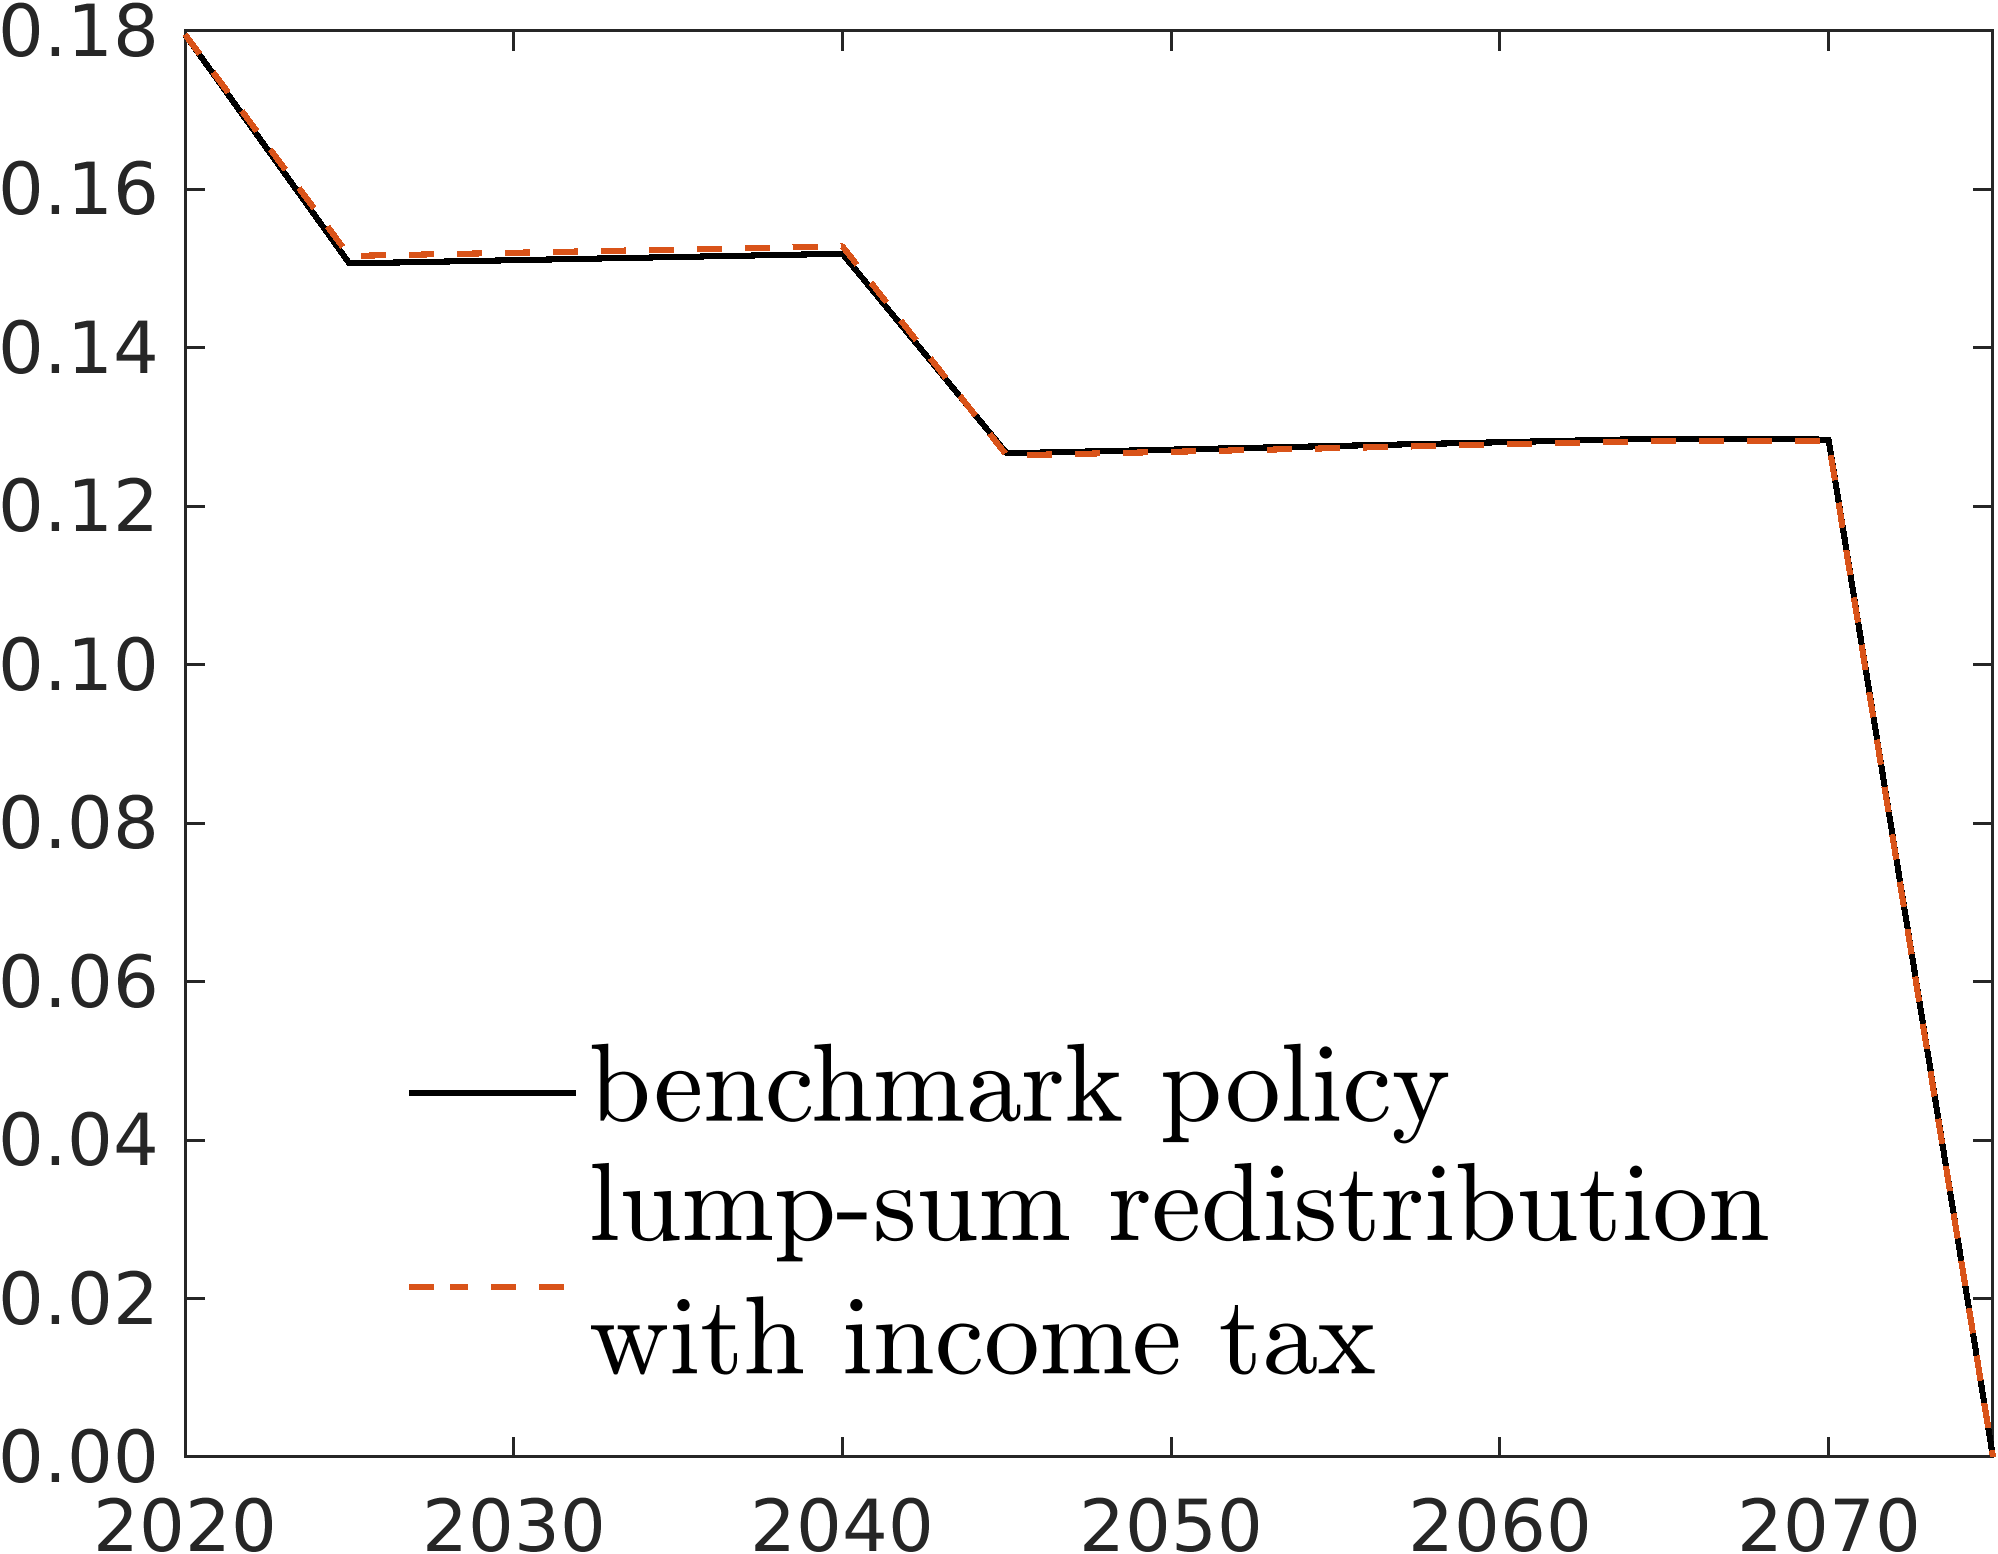 0.18
0.16
0.14
0.12
0.10
0.08
0.06
0.04
0.02
0.00
benchmark policy
lump-sum redistribution
with income tax
2020 2030 2040 2050 2060 2070